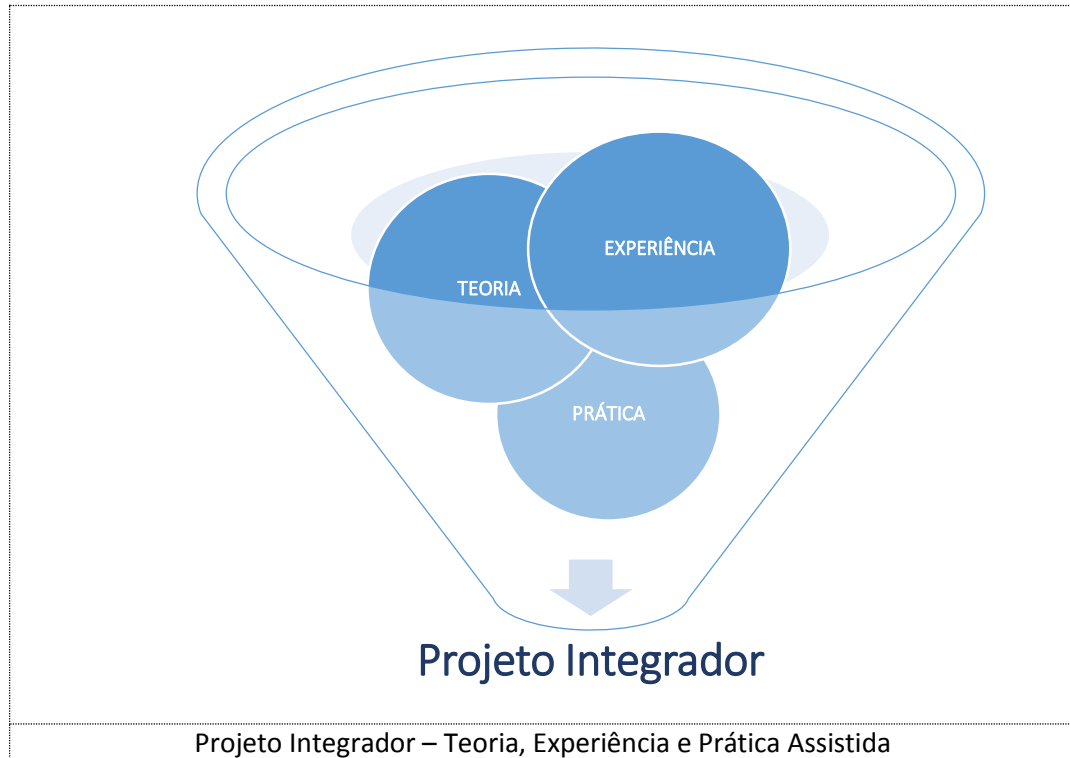 EXPERIÊNCIA
TEORIA
PRÁTICA
Projeto Integrador
Projeto Integrador – Teoria, Experiência e Prática Assistida